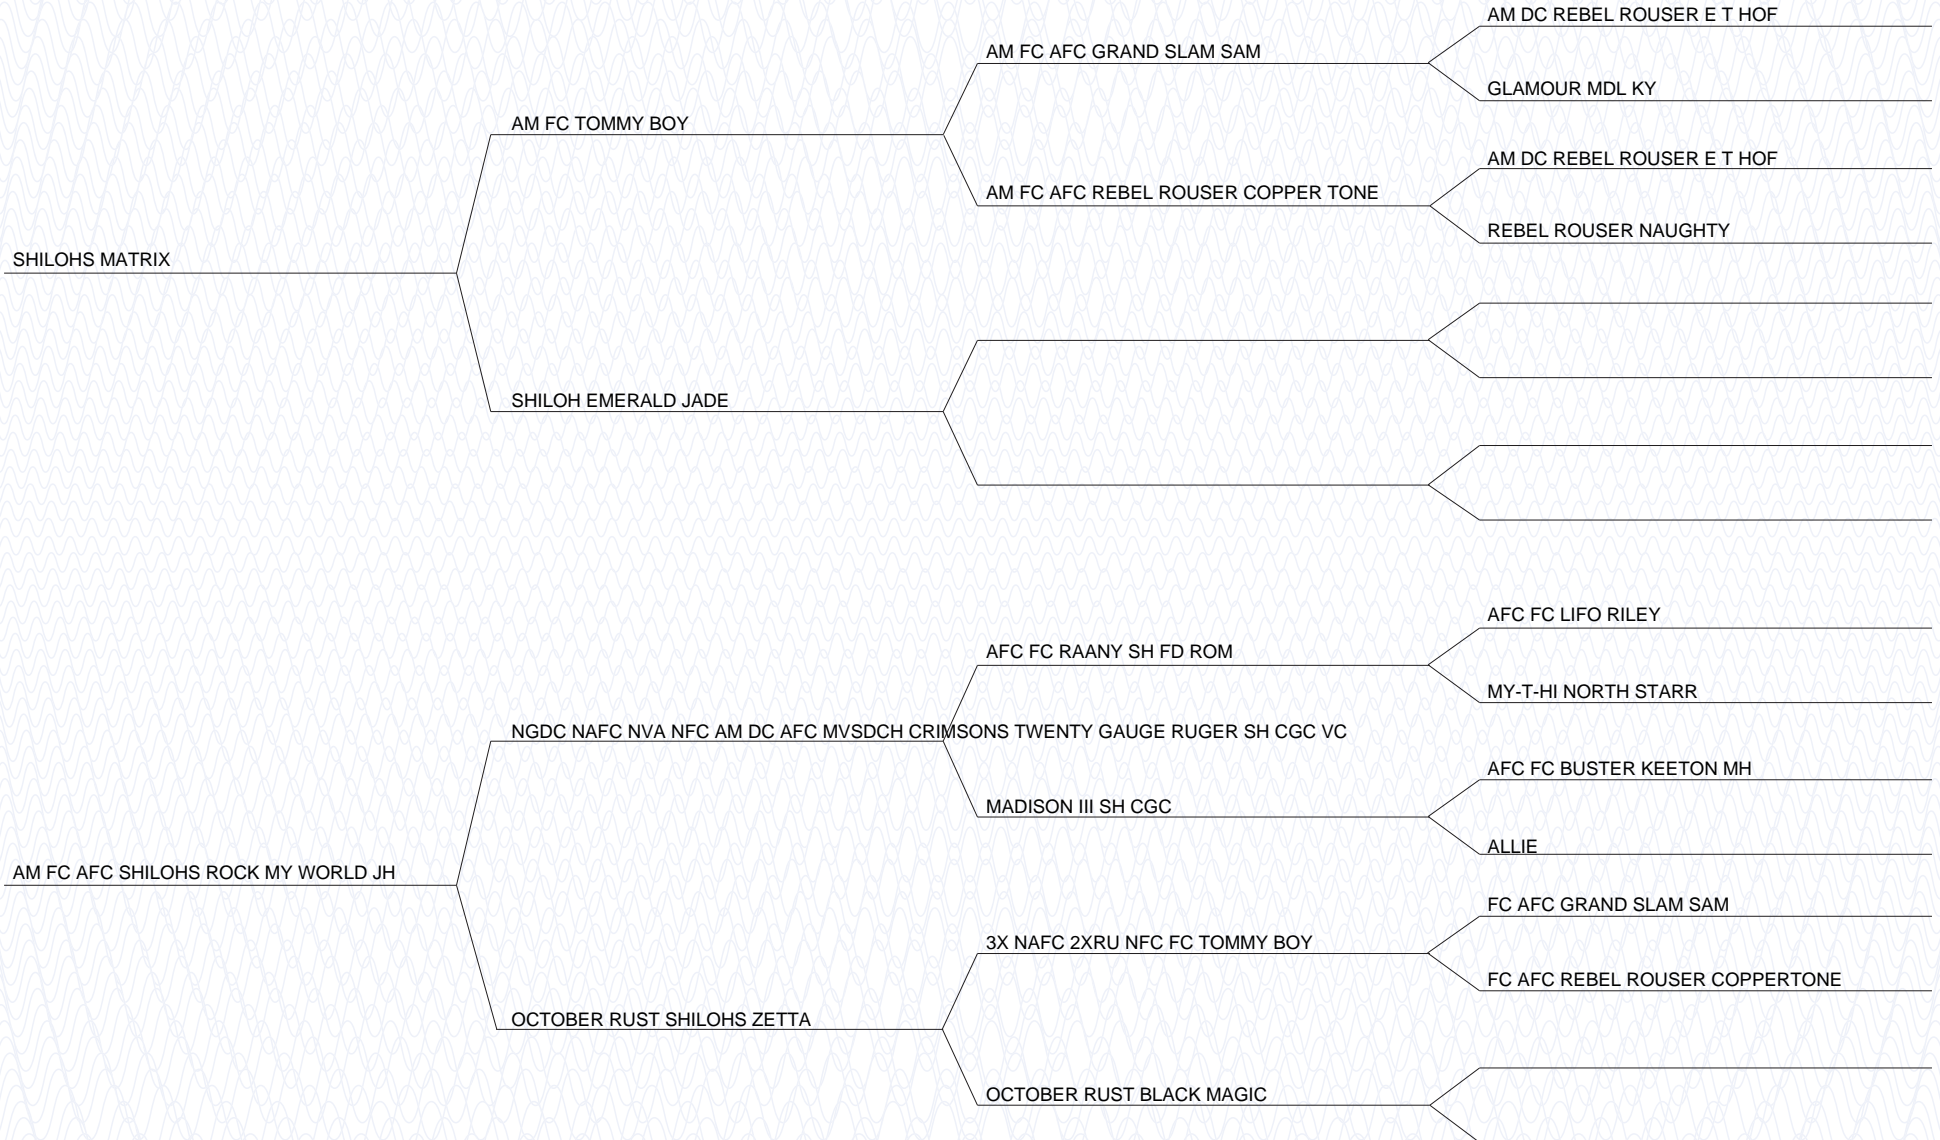 AM DC REBEL ROUSER E T HOF
AM FC AFC GRAND SLAM SAM
GLAMOUR MDL KY
AM FC TOMMY BOY
AM DC REBEL ROUSER E T HOF
AM FC AFC REBEL ROUSER COPPER TONE
REBEL ROUSER NAUGHTY
SHILOHS MATRIX
SHILOH EMERALD JADE
AFC FC LIFO RILEY
AFC FC RAANY SH FD ROM
MY-T-HI NORTH STARR
NGDC NAFC NVA NFC AM DC AFC MVSDCH CRIMSONS TWENTY GAUGE RUGER SH CGC VC
AFC FC BUSTER KEETON MH
MADISON III SH CGC
ALLIE
AM FC AFC SHILOHS ROCK MY WORLD JH
FC AFC GRAND SLAM SAM
3X NAFC 2XRU NFC FC TOMMY BOY
FC AFC REBEL ROUSER COPPERTONE
OCTOBER RUST SHILOHS ZETTA
OCTOBER RUST BLACK MAGIC